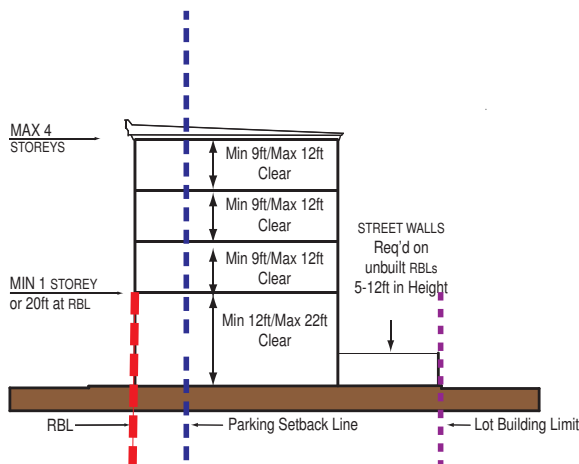 MAX 4
STOREYS
Min 9ft/Max 12ft
Clear
Min 9ft/Max 12ft
Clear
STREET WALLS
Req'd on
unbuilt RBLs
5-12ft in Height
Min 9ft/Max 12ft
Clear
MIN 1 STOREY
or 20ft at RBL
Min 12ft/Max 22ft
Clear
RBL
Parking Setback Line
Lot Building Limit